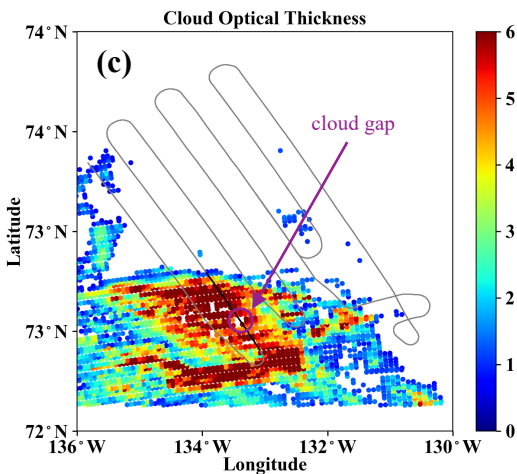 Cloud Optical Thickness
(c)
cloud gap
Latitude
74° N
74° N
73° N
73° N
72° N
136° W
134° W
132° W
130° W
Longitude
6
5
4
3
2
1
0